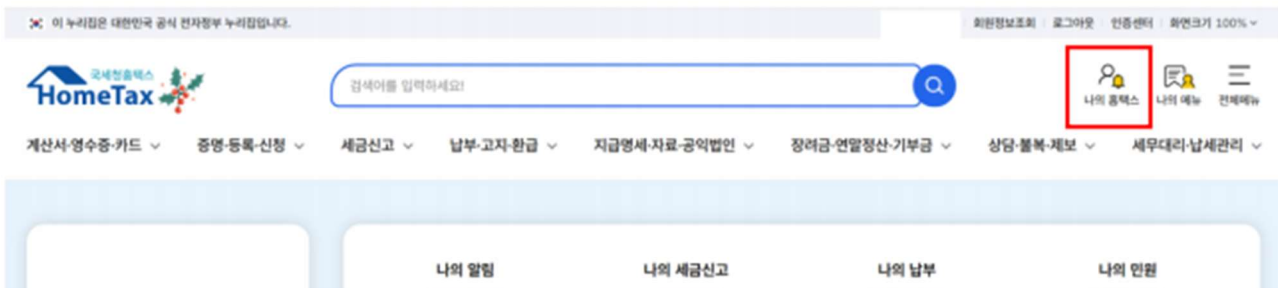 이 누리집은 대한민국 공식 전자정부 누리집입니다.
회원정보조회 로그아웃 인증센터 화면크기 100%
국세청홈택스
HomeTax
검색어를 입력하세요!
나의 홈택스 나의 메뉴 전체메뉴
계산서·영수증·카드 증명·등록·신청 세금신고 납부·고지·환급 지급명세·자료·공익법인 장려금·연말정산·기부금 상담·불복·제보 세무대리·납세관리
나의 알림 나의 세금신고 나의 납부 나의 민원